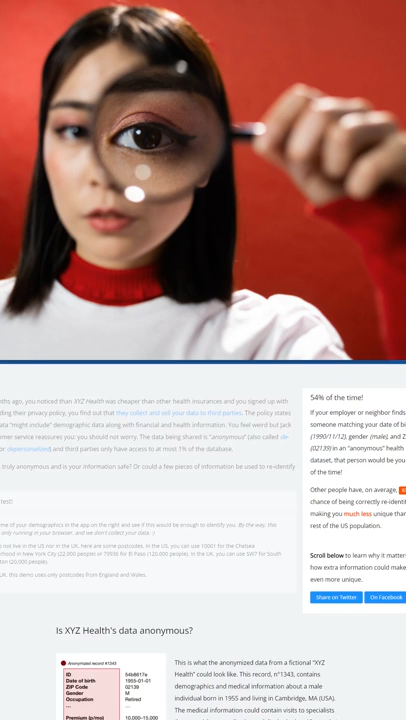 nths ago, you noticed than XYZ Health was cheaper than other health insurances and you signed up with
ding their privacy policy, you find out that they collect and sell your data to third parties. The policy states
ata "might include" demographic data along with financial and health information. You feel weird but Jack
omer service reassures you: you should not worry. The data being shared is "anonymous" (also called de-
or depersonalized) and third parties only have access to at most 1% of the database.
truly anonymous and is your information safe? Or could a few pieces of information be used to re-identify
test!
me of your demographics in the app on the right and see if this would be enough to identify you. By the way, this
only running in your browser, and we don't collect your data. :)
not live in the US nor in the UK, here are some postcodes. In the US, you can use 10001 for the Chelsea
rhood in New York City (22,000 peoples or 79936 for El Paso (120,000 people). In the UK, you can use SW7 for South
ton (20,000 people).
UK, this demo uses only postcodes from England and Wales.
54% of the time!
If your employer or neighbor finds
someone matching your date of bi
(1990/11/12), gender (male), and Z
(02139) in an "anonymous" health
dataset, that person would be you
of the time!
Other people have, on average,
chance of being correctly re-identi
making you much less unique than
rest of the US population.
Scroll below to learn why it matter
how extra information could make
even more unique.
Share on Twitter
On Facebook
Is XYZ Health's data anonymous?
Anonymized record #1343
ID 54b8617e
Date of birth 1955-01-01
ZIP Code 02139
Gender M
Occupation Retired
... ...
Premium (p/mo) 10,000–15,000
This is what the anonymized data from a fictional "XYZ
Health" could look like. This record, n°1343, contains
demographics and medical information about a male
individual born in 1955 and living in Cambridge, MA (USA).
The medical information could contain visits to specialists